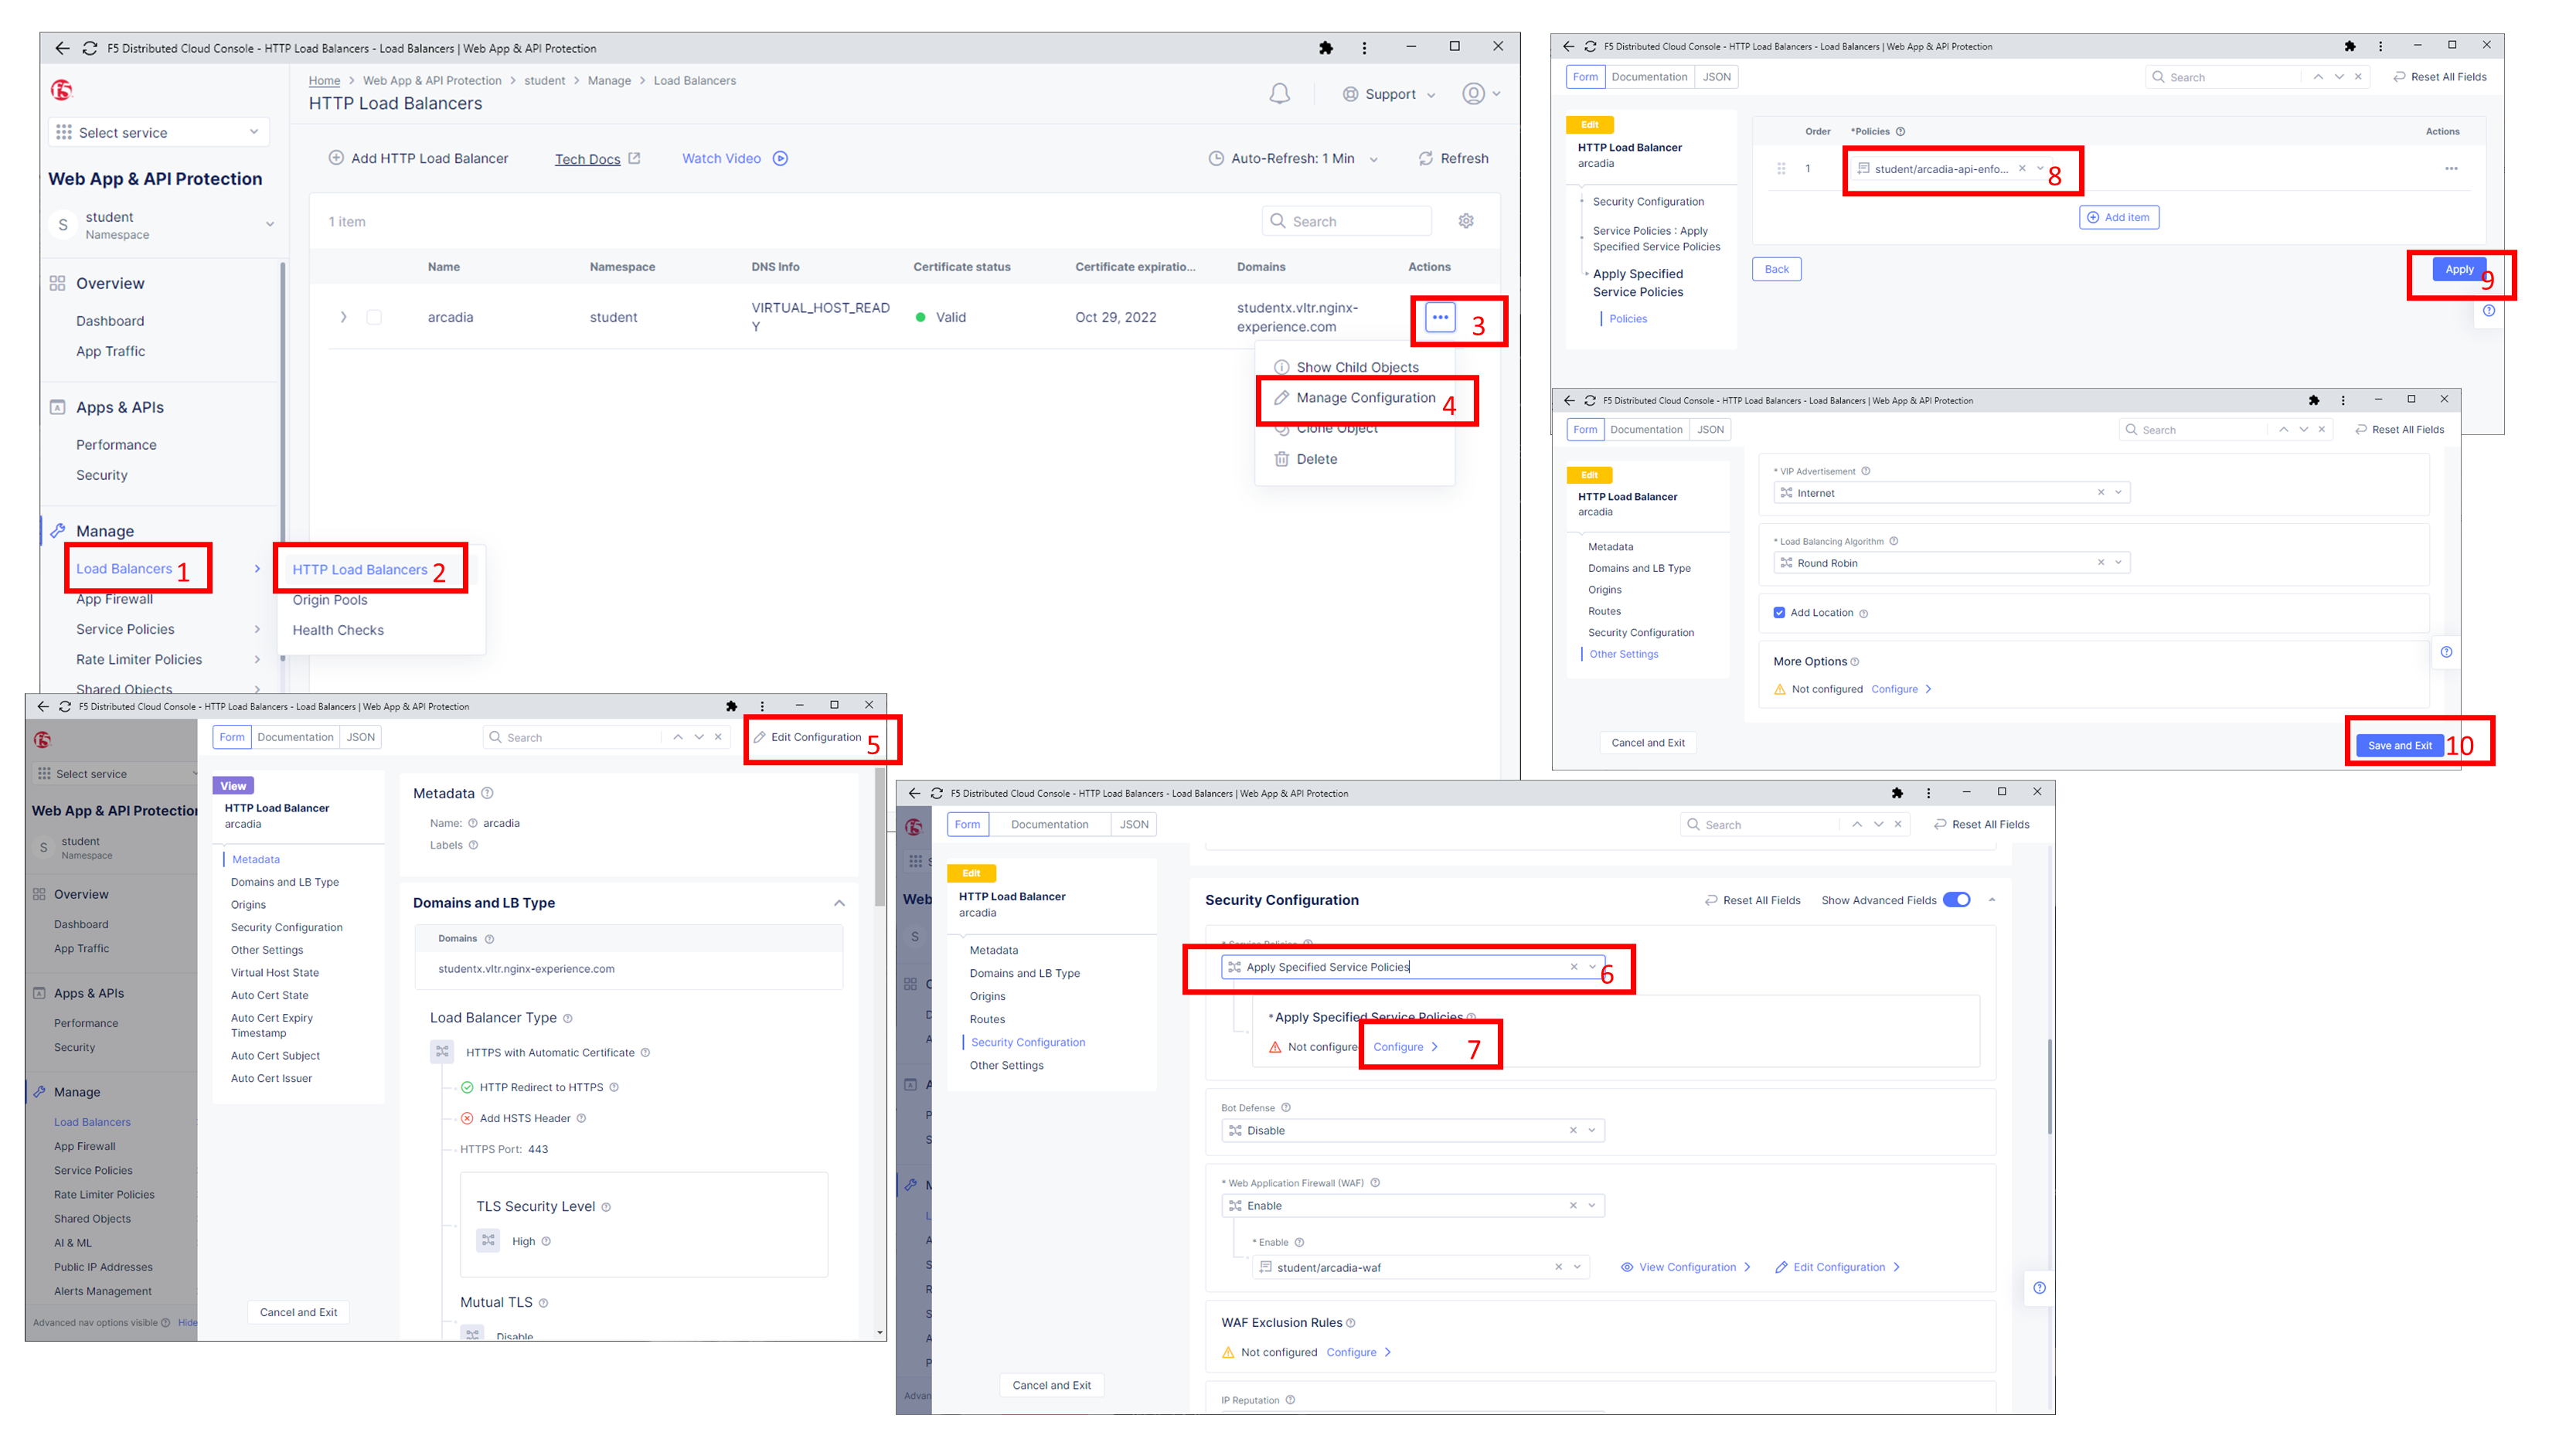 F5 Distributed Cloud Console - HTTP Load Balancers - Load Balancers | Web App & API Protection
Home > Web App & API Protection > student > Manage > Load Balancers
HTTP Load Balancers
Support
Select service
Add HTTP Load Balancer
Tech Docs
Watch Video
Auto-Refresh: 1 Min
Refresh
Web App & API Protection
S
student
Namespace
1 item
Search
Name
Namespace
DNS Info
Certificate status
Certificate expiratio...
Domains
Actions
arcadia
student
VIRTUAL_HOST_READ
Y
Valid
Oct 29, 2022
studentx.vltr.nginx-
experience.com
3
Show Child Objects
Manage Configuration
4
Clone Object
Delete
Overview
Dashboard
App Traffic
Apps & APIs
Performance
Security
Manage
Load Balancers 1
HTTP Load Balancers 2
Origin Pools
Health Checks
App Firewall
Service Policies
Rate Limiter Policies
Shared Objects
F5 Distributed Cloud Console - HTTP Load Balancers - Load Balancers | Web App & API Protection
Form
Documentation
JSON
Search
Edit Configuration
5
Select service
Web App & API Protection
S
student
Namespace
Overview
Dashboard
App Traffic
Apps & APIs
Performance
Security
Manage
Load Balancers
App Firewall
Service Policies
Rate Limiter Policies
Shared Objects
AI & ML
Public IP Addresses
Alerts Management
Advanced nav options visible
Hide
View
HTTP Load Balancer
arcadia
Metadata
Domains and LB Type
Origins
Security Configuration
Other Settings
Virtual Host State
Auto Cert State
Auto Cert Expiry
Timestamp
Auto Cert Subject
Auto Cert Issuer
Cancel and Exit
Metadata
Name: arcadia
Labels
Domains and LB Type
Domains
studentx.vltr.nginx-experience.com
Load Balancer Type
HTTPS with Automatic Certificate
HTTP Redirect to HTTPS
Add HSTS Header
HTTPS Port: 443
TLS Security Level
High
Mutual TLS
Disable
F5 Distributed Cloud Console - HTTP Load Balancers - Load Balancers | Web App & API Protection
Form
Documentation
JSON
Search
Reset All Fields
Web
S
Edit
HTTP Load Balancer
arcadia
Metadata
Domains and LB Type
Origins
Routes
Security Configuration
Other Settings
Cancel and Exit
Advan
Security Configuration
Reset All Fields
Show Advanced Fields
* Service Policies
Apply Specified Service Policies
6
* Apply Specified Service Policies
Not configure
Configure
7
Bot Defense
Disable
* Web Application Firewall (WAF)
Enable
* Enable
student/arcadia-waf
View Configuration
Edit Configuration
WAF Exclusion Rules
Not configured Configure
IP Reputation
F5 Distributed Cloud Console - HTTP Load Balancers - Load Balancers | Web App & API Protection
Form
Documentation
JSON
Search
Reset All Fields
Edit
HTTP Load Balancer
arcadia
Security Configuration
Service Policies : Apply
Specified Service Policies
Apply Specified
Service Policies
Policies
Order
*Policies
Actions
1
student/arcadia-api-enfo...
8
Add item
Back
Apply
9
F5 Distributed Cloud Console - HTTP Load Balancers - Load Balancers | Web App & API Protection
Form
Documentation
JSON
Search
Reset All Fields
Edit
HTTP Load Balancer
arcadia
Metadata
Domains and LB Type
Origins
Routes
Security Configuration
Other Settings
* VIP Advertisement
Internet
* Load Balancing Algorithm
Round Robin
Add Location
More Options
Not configured Configure
Cancel and Exit
Save and Exit
10